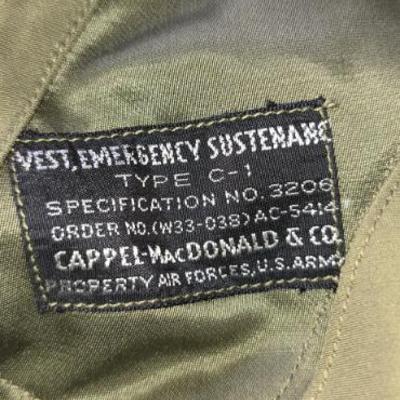 VEST, EMERGENCY SUSTENANC
TYPE C-1
SPECIFICATION NO. 3206
ORDER NO. (W33-038) AC-5414
CAPPEL-MACDONALD & CO.
PROPERTY AIR FORCES, U.S. ARMY